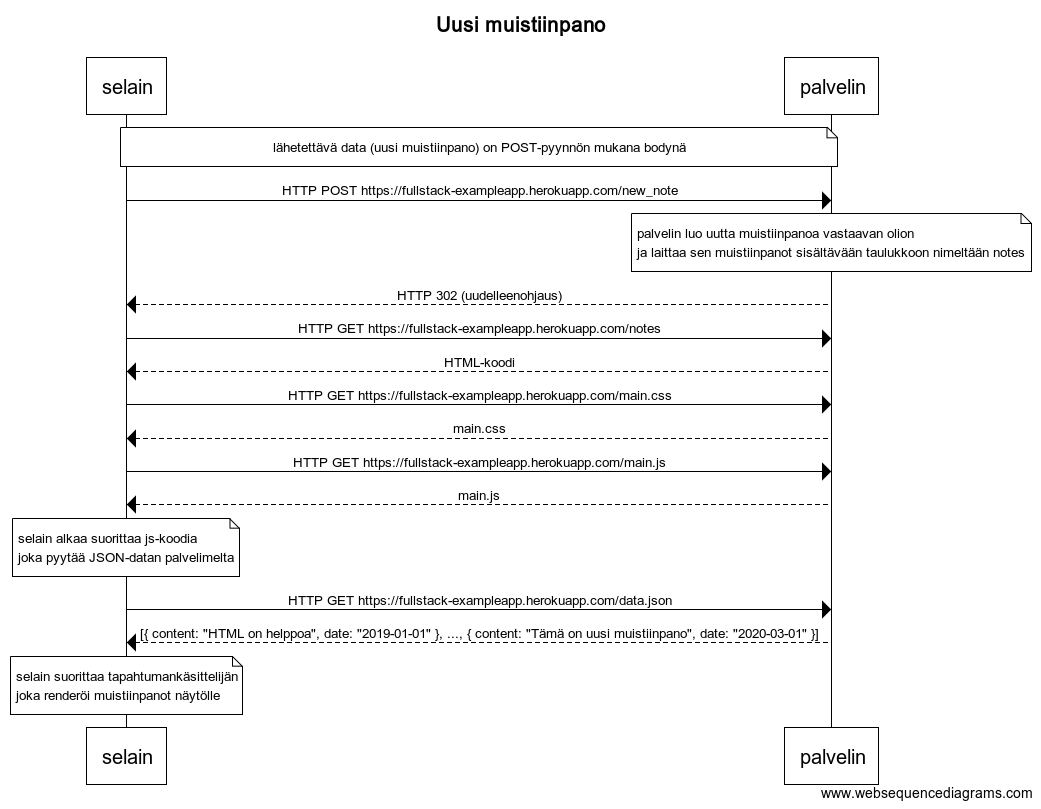 Uusi muistiinpano
selain
palvelin
lähetettävä data (uusi muistiinpano) on POST-pyynnön mukana bodynä
HTTP POST https://fullstack-exampleapp.herokuapp.com/new_note
palvelin luo uutta muistiinpanoa vastaavan olion
ja laittaa sen muistiinpanot sisältävään taulukkoon nimeltään notes
HTTP 302 (uudelleenohjaus)
HTTP GET https://fullstack-exampleapp.herokuapp.com/notes
HTML-koodi
HTTP GET https://fullstack-exampleapp.herokuapp.com/main.css
main.css
HTTP GET https://fullstack-exampleapp.herokuapp.com/main.js
main.js
selain alkaa suorittaa js-koodia
joka pyytää JSON-datan palvelimelta
HTTP GET https://fullstack-exampleapp.herokuapp.com/data.json
[{ content: "HTML on helppoa", date: "2019-01-01" }, ..., { content: "Tämä on uusi muistiinpano", date: "2020-03-01" }]
selain suorittaa tapahtumankäsittelijän
joka renderöi muistiinpanot näytölle
selain
palvelin
www.websequencediagrams.com